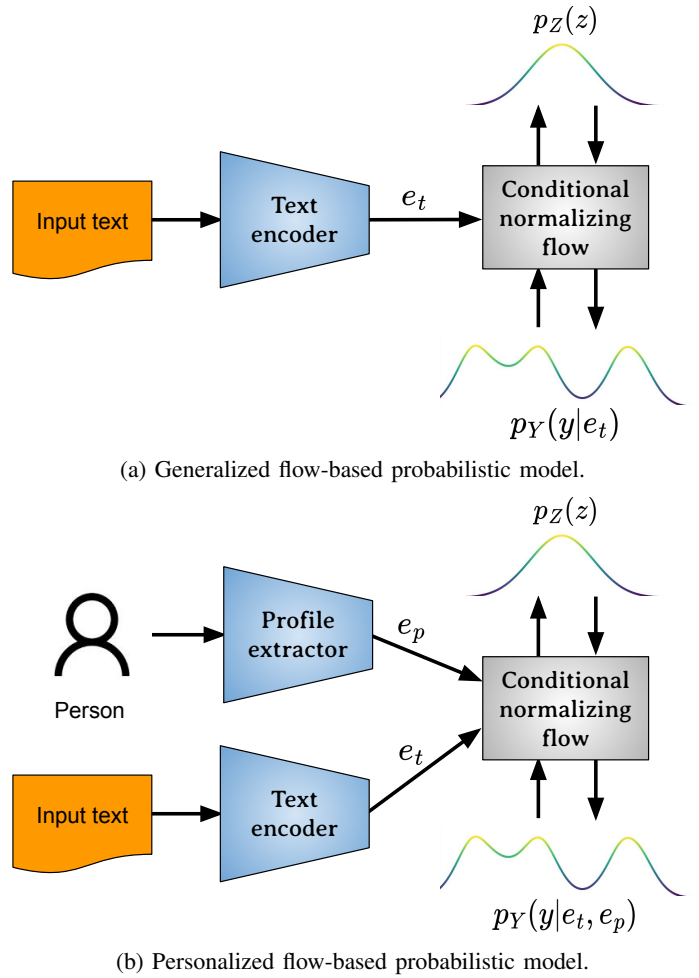 p_Z(z)
Input text
Text
encoder
e_t
Conditional
normalizing
flow
p_Y(y|e_t)
(a) Generalized flow-based probabilistic model.
p_Z(z)
Person
Profile
extractor
e_p
Conditional
normalizing
flow
Input text
Text
encoder
e_t
p_Y(y|e_t, e_p)
(b) Personalized flow-based probabilistic model.